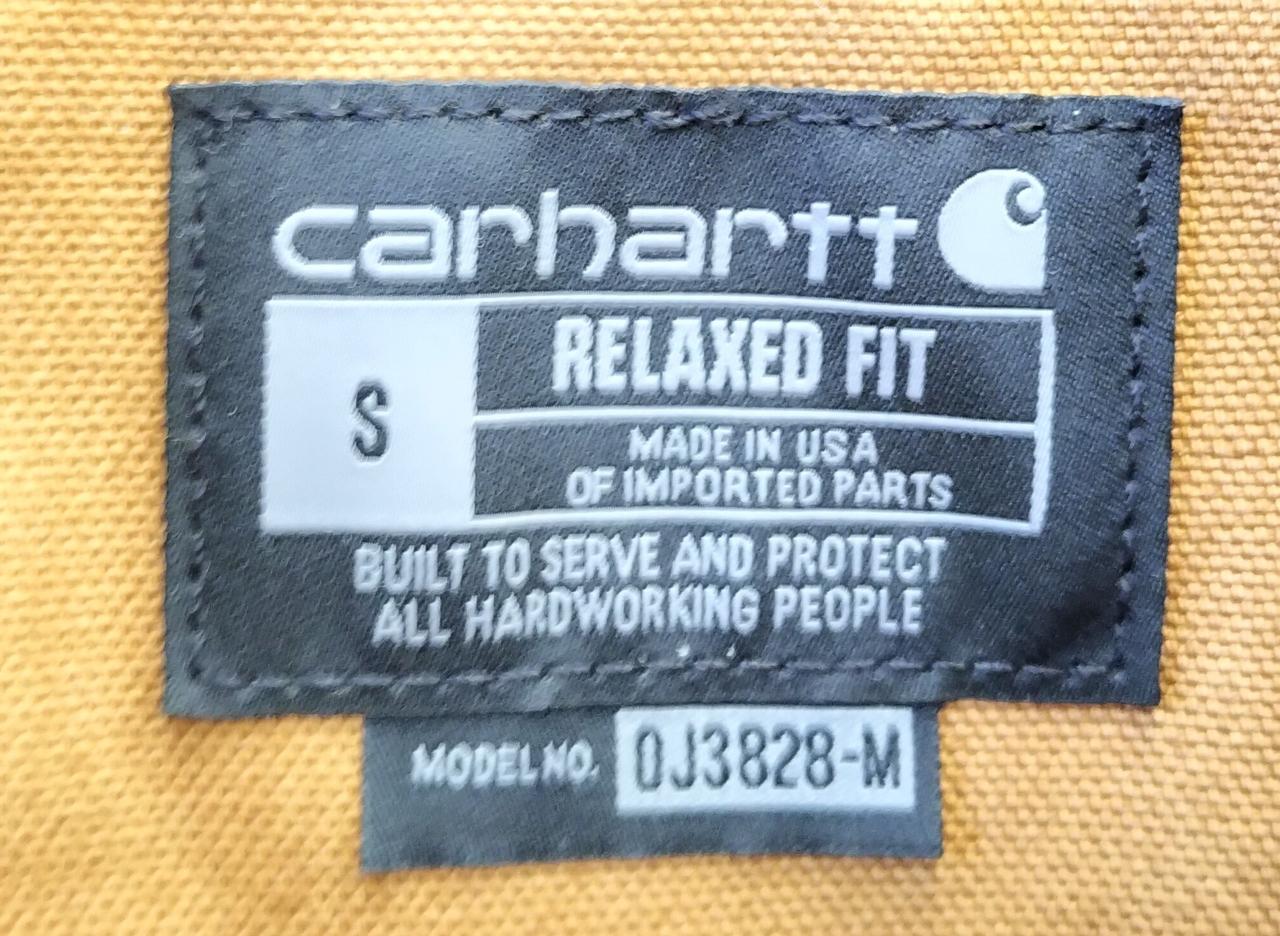 carhartt
S
RELAXED FIT
MADE IN USA
OF IMPORTED PARTS
BUILT TO SERVE AND PROTECT
ALL HARDWORKING PEOPLE
MODEL NO. OJ3828-M